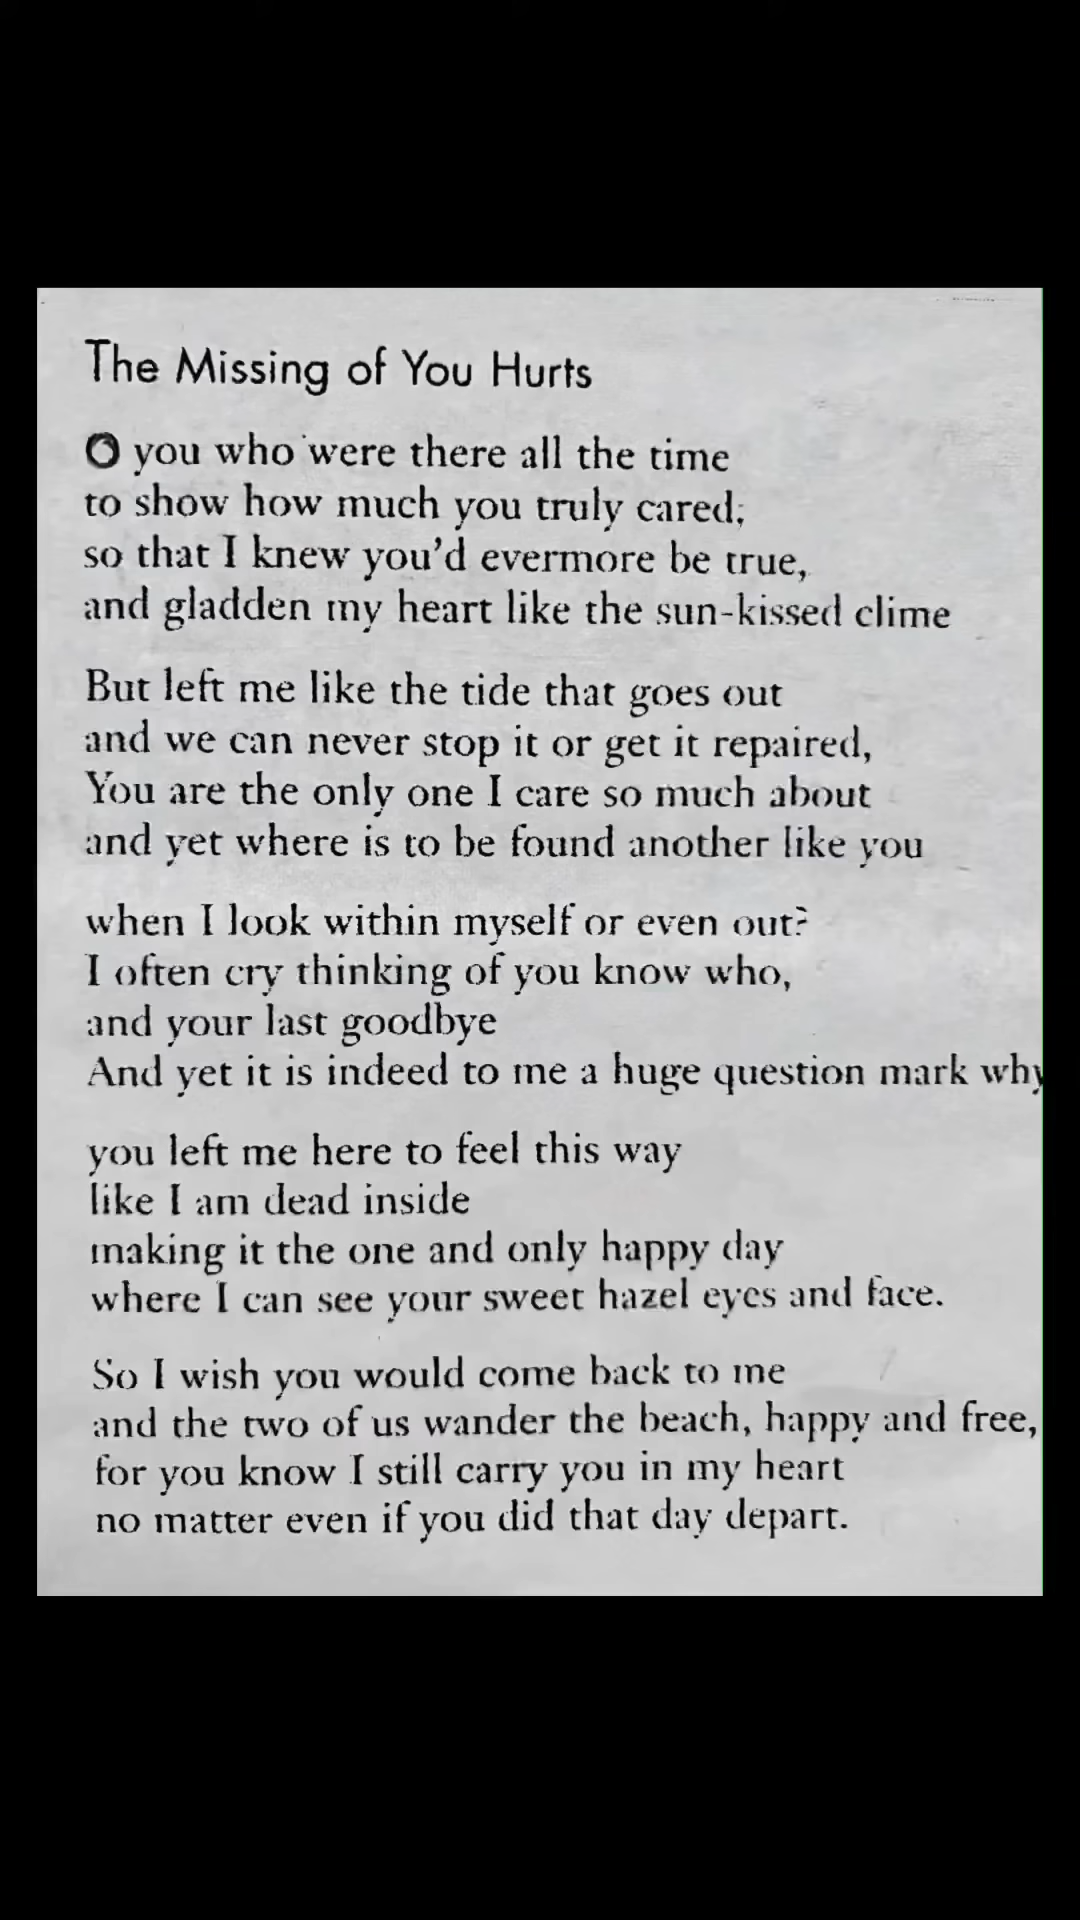 The Missing of You Hurts
O you who were there all the time
to show how much you truly cared;
so that I knew you'd evermore be true,
and gladden my heart like the sun-kissed clime
But left me like the tide that goes out
and we can never stop it or get it repaired,
You are the only one I care so much about
and yet where is to be found another like you
when I look within myself or even out?
I often cry thinking of you know who,
and your last goodbye
And yet it is indeed to me a huge question mark why
you left me here to feel this way
like I am dead inside
making it the one and only happy day
where I can see your sweet hazel eyes and face.
So I wish you would come back to me
and the two of us wander the beach, happy and free,
for you know I still carry you in my heart
no matter even if you did that day depart.